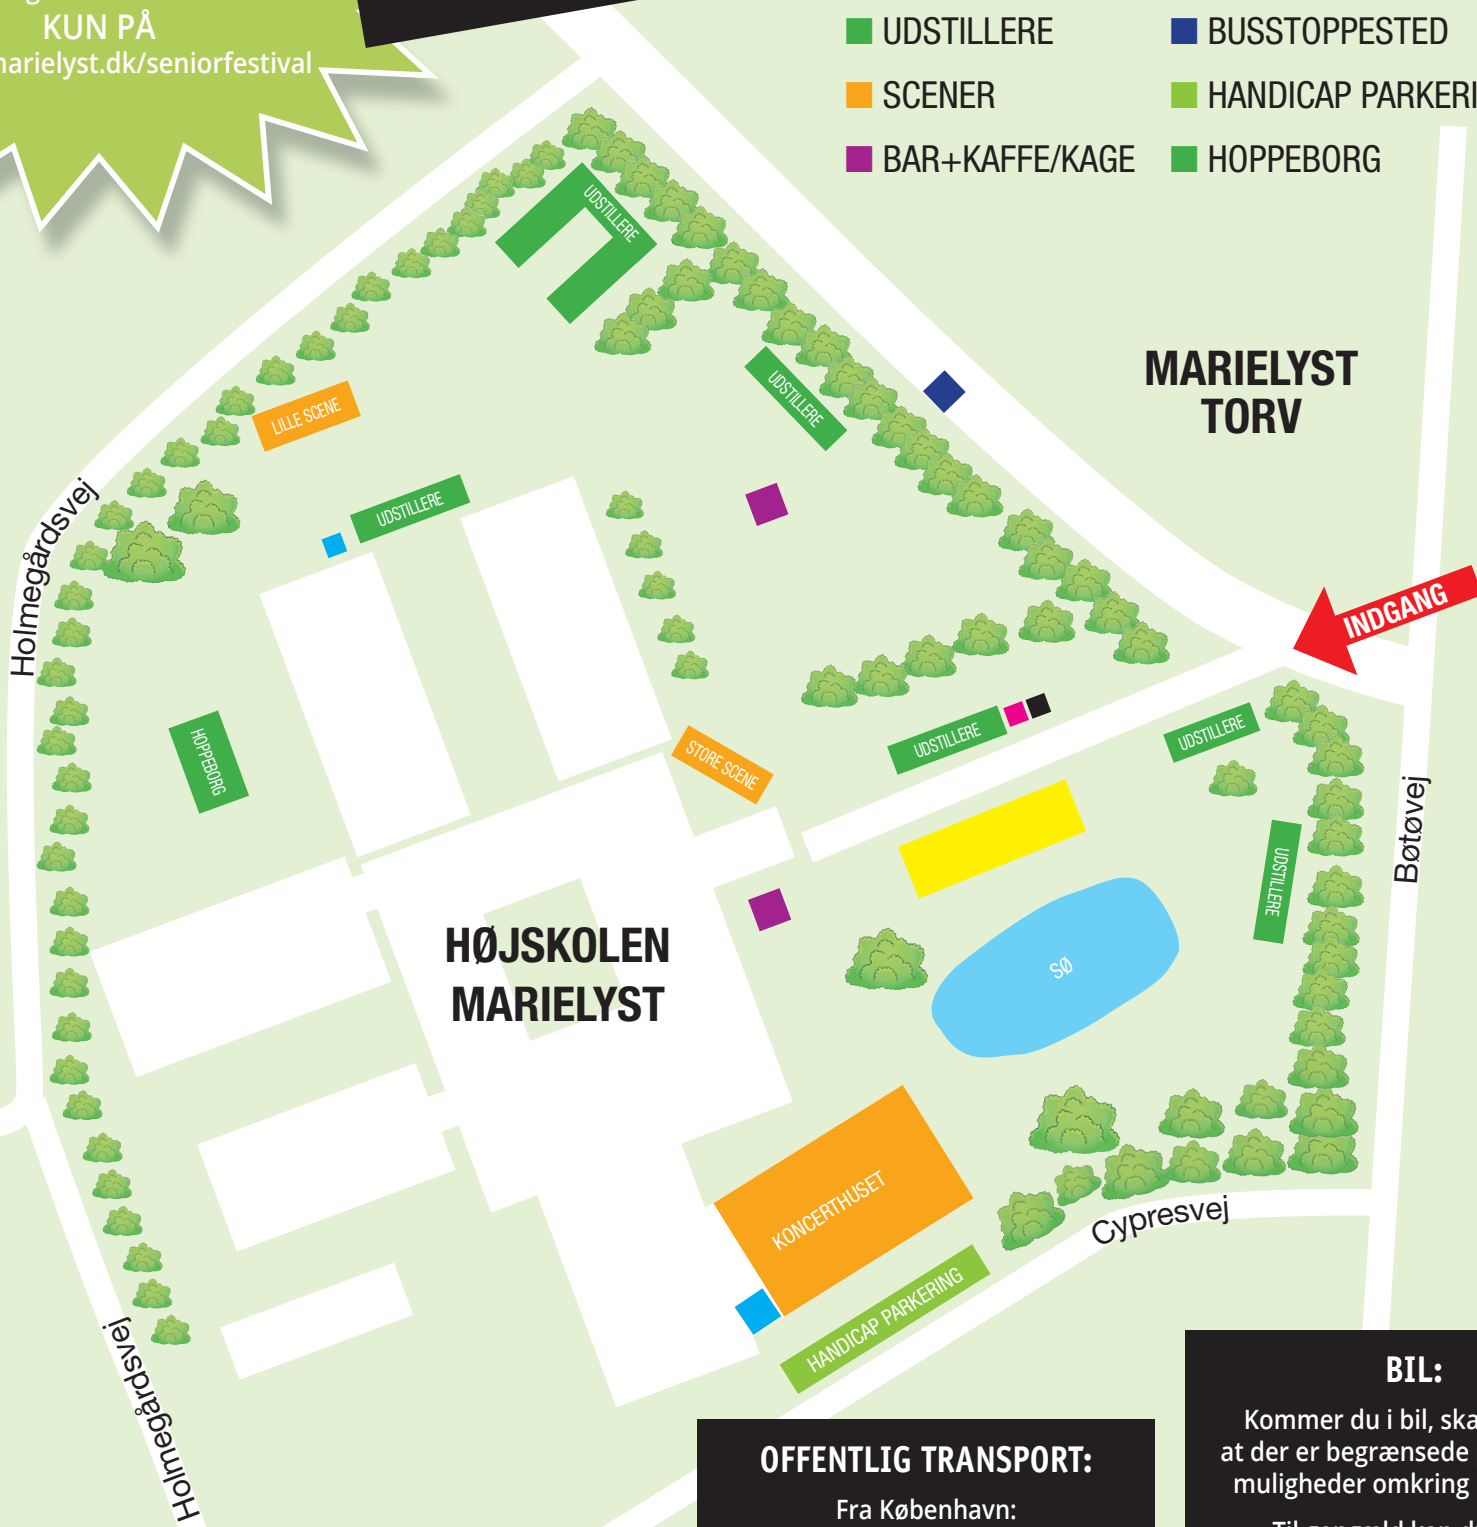 KUN PÅ
marielyst.dk/seniorfestival
UDSTILLERE
SCENER
BAR+KAFFE/KAGE
BUSSTOPPESTED
HANDICAP PARKERI
HOPPEBORG
UDSTILLERE
UDSTILLERE
MARIELYST
TORV
LILLE SCENE
UDSTILLERE
Holmegårdsvej
INDGANG
HOPPEBORG
STORE SCENE
UDSTILLERE
UDSTILLERE
UDSTILLERE
Bøtøvej
HØJSKOLEN
MARIELYST
SØ
KONCERTHUSET
HANDICAP PARKERING
Cypresvej
Holmegårdsvej
OFFENTLIG TRANSPORT:
Fra København:
BIL:
Kommer du i bil, ska
at der er begrænsede
muligheder omkring